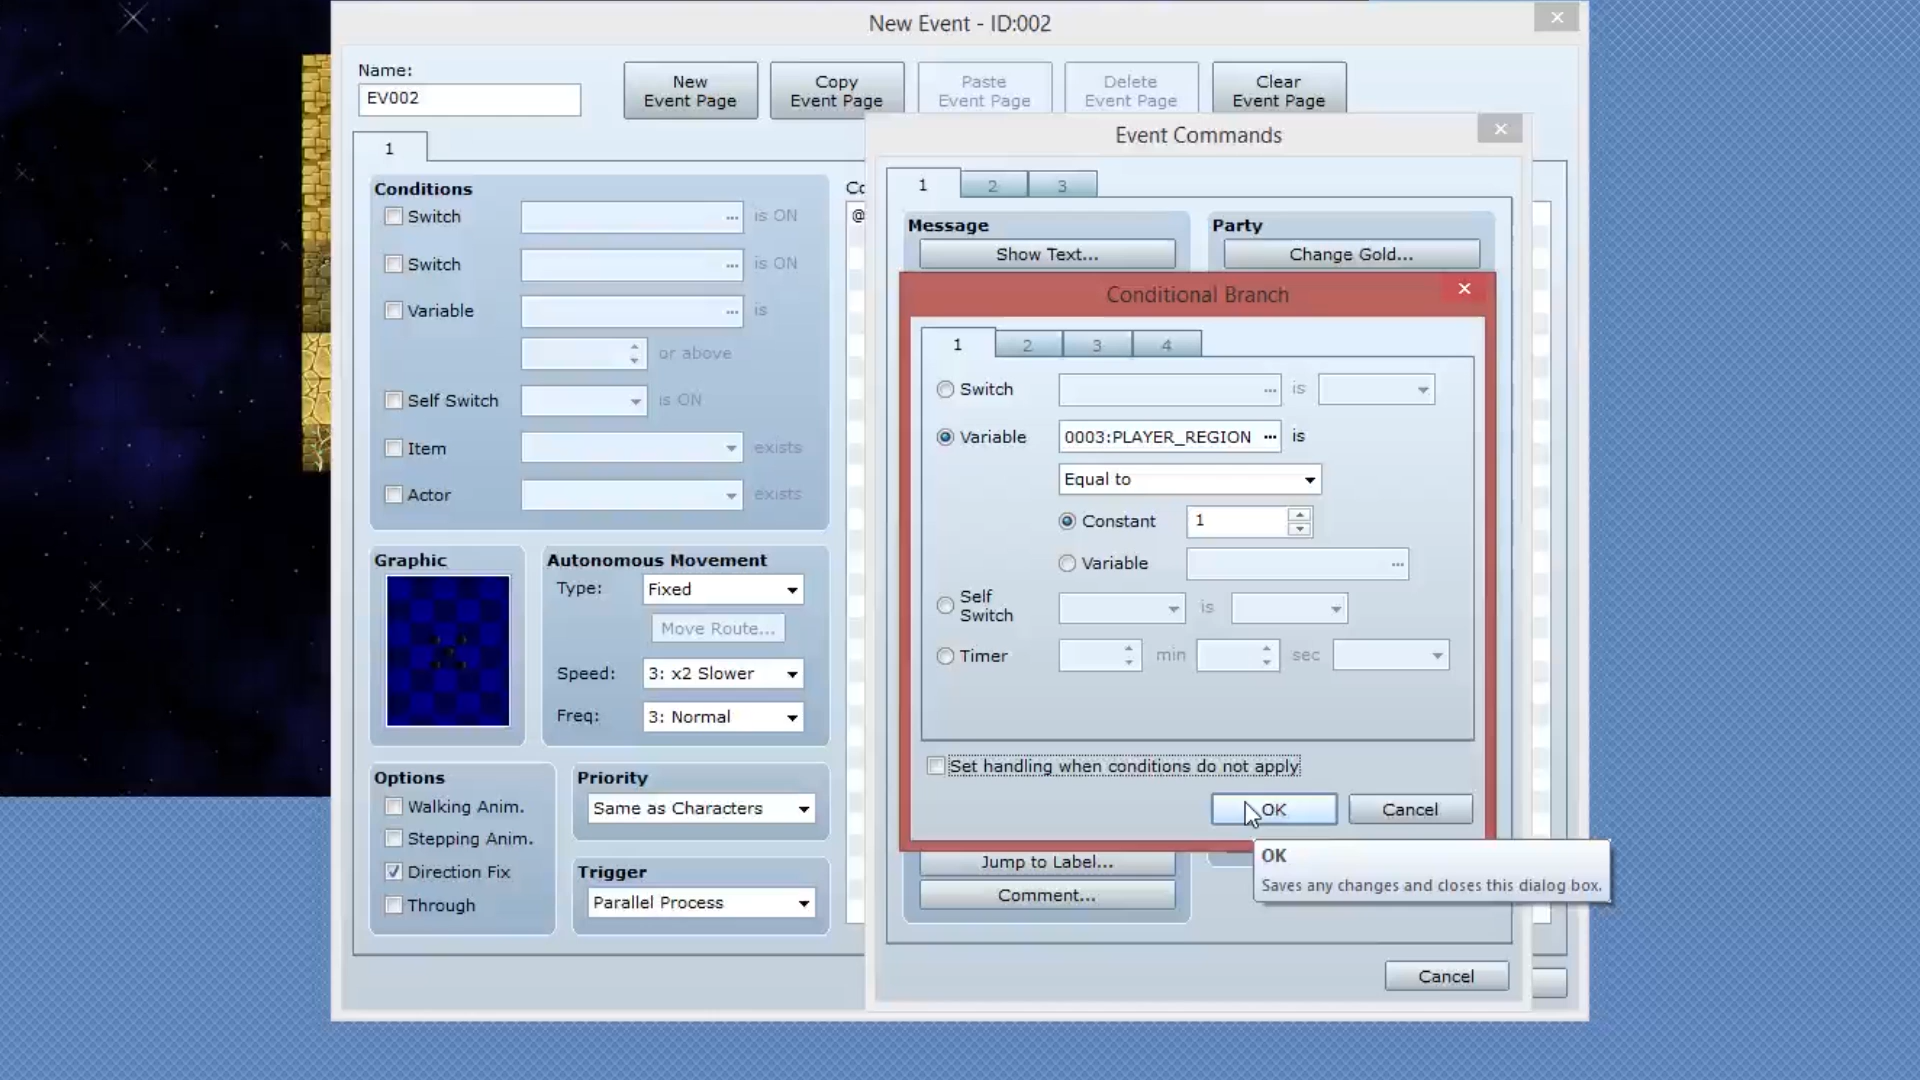 New Event - ID:002
Name:
EV002
New Event Page
Copy Event Page
Paste Event Page
Delete Event Page
Clear Event Page
1
Conditions
Switch ... is ON
Switch ... is ON
Variable ... is
or above
Self Switch is ON
Item exists
Actor exists
Graphic
Autonomous Movement
Type: Fixed
Move Route...
Speed: 3: x2 Slower
Freq: 3: Normal
Options
Walking Anim.
Stepping Anim.
Direction Fix
Through
Priority
Same as Characters
Trigger
Parallel Process
Co
@
Event Commands
1 2 3
Message
Show Text...
Party
Change Gold...
Conditional Branch
1 2 3 4
Switch ... is
Variable 0003:PLAYER_REGION ... is
Equal to
Constant 1
Variable ...
Self Switch is
Timer min sec
Set handling when conditions do not apply
OK Cancel
OK
Saves any changes and closes this dialog box.
Jump to Label...
Comment...
Cancel